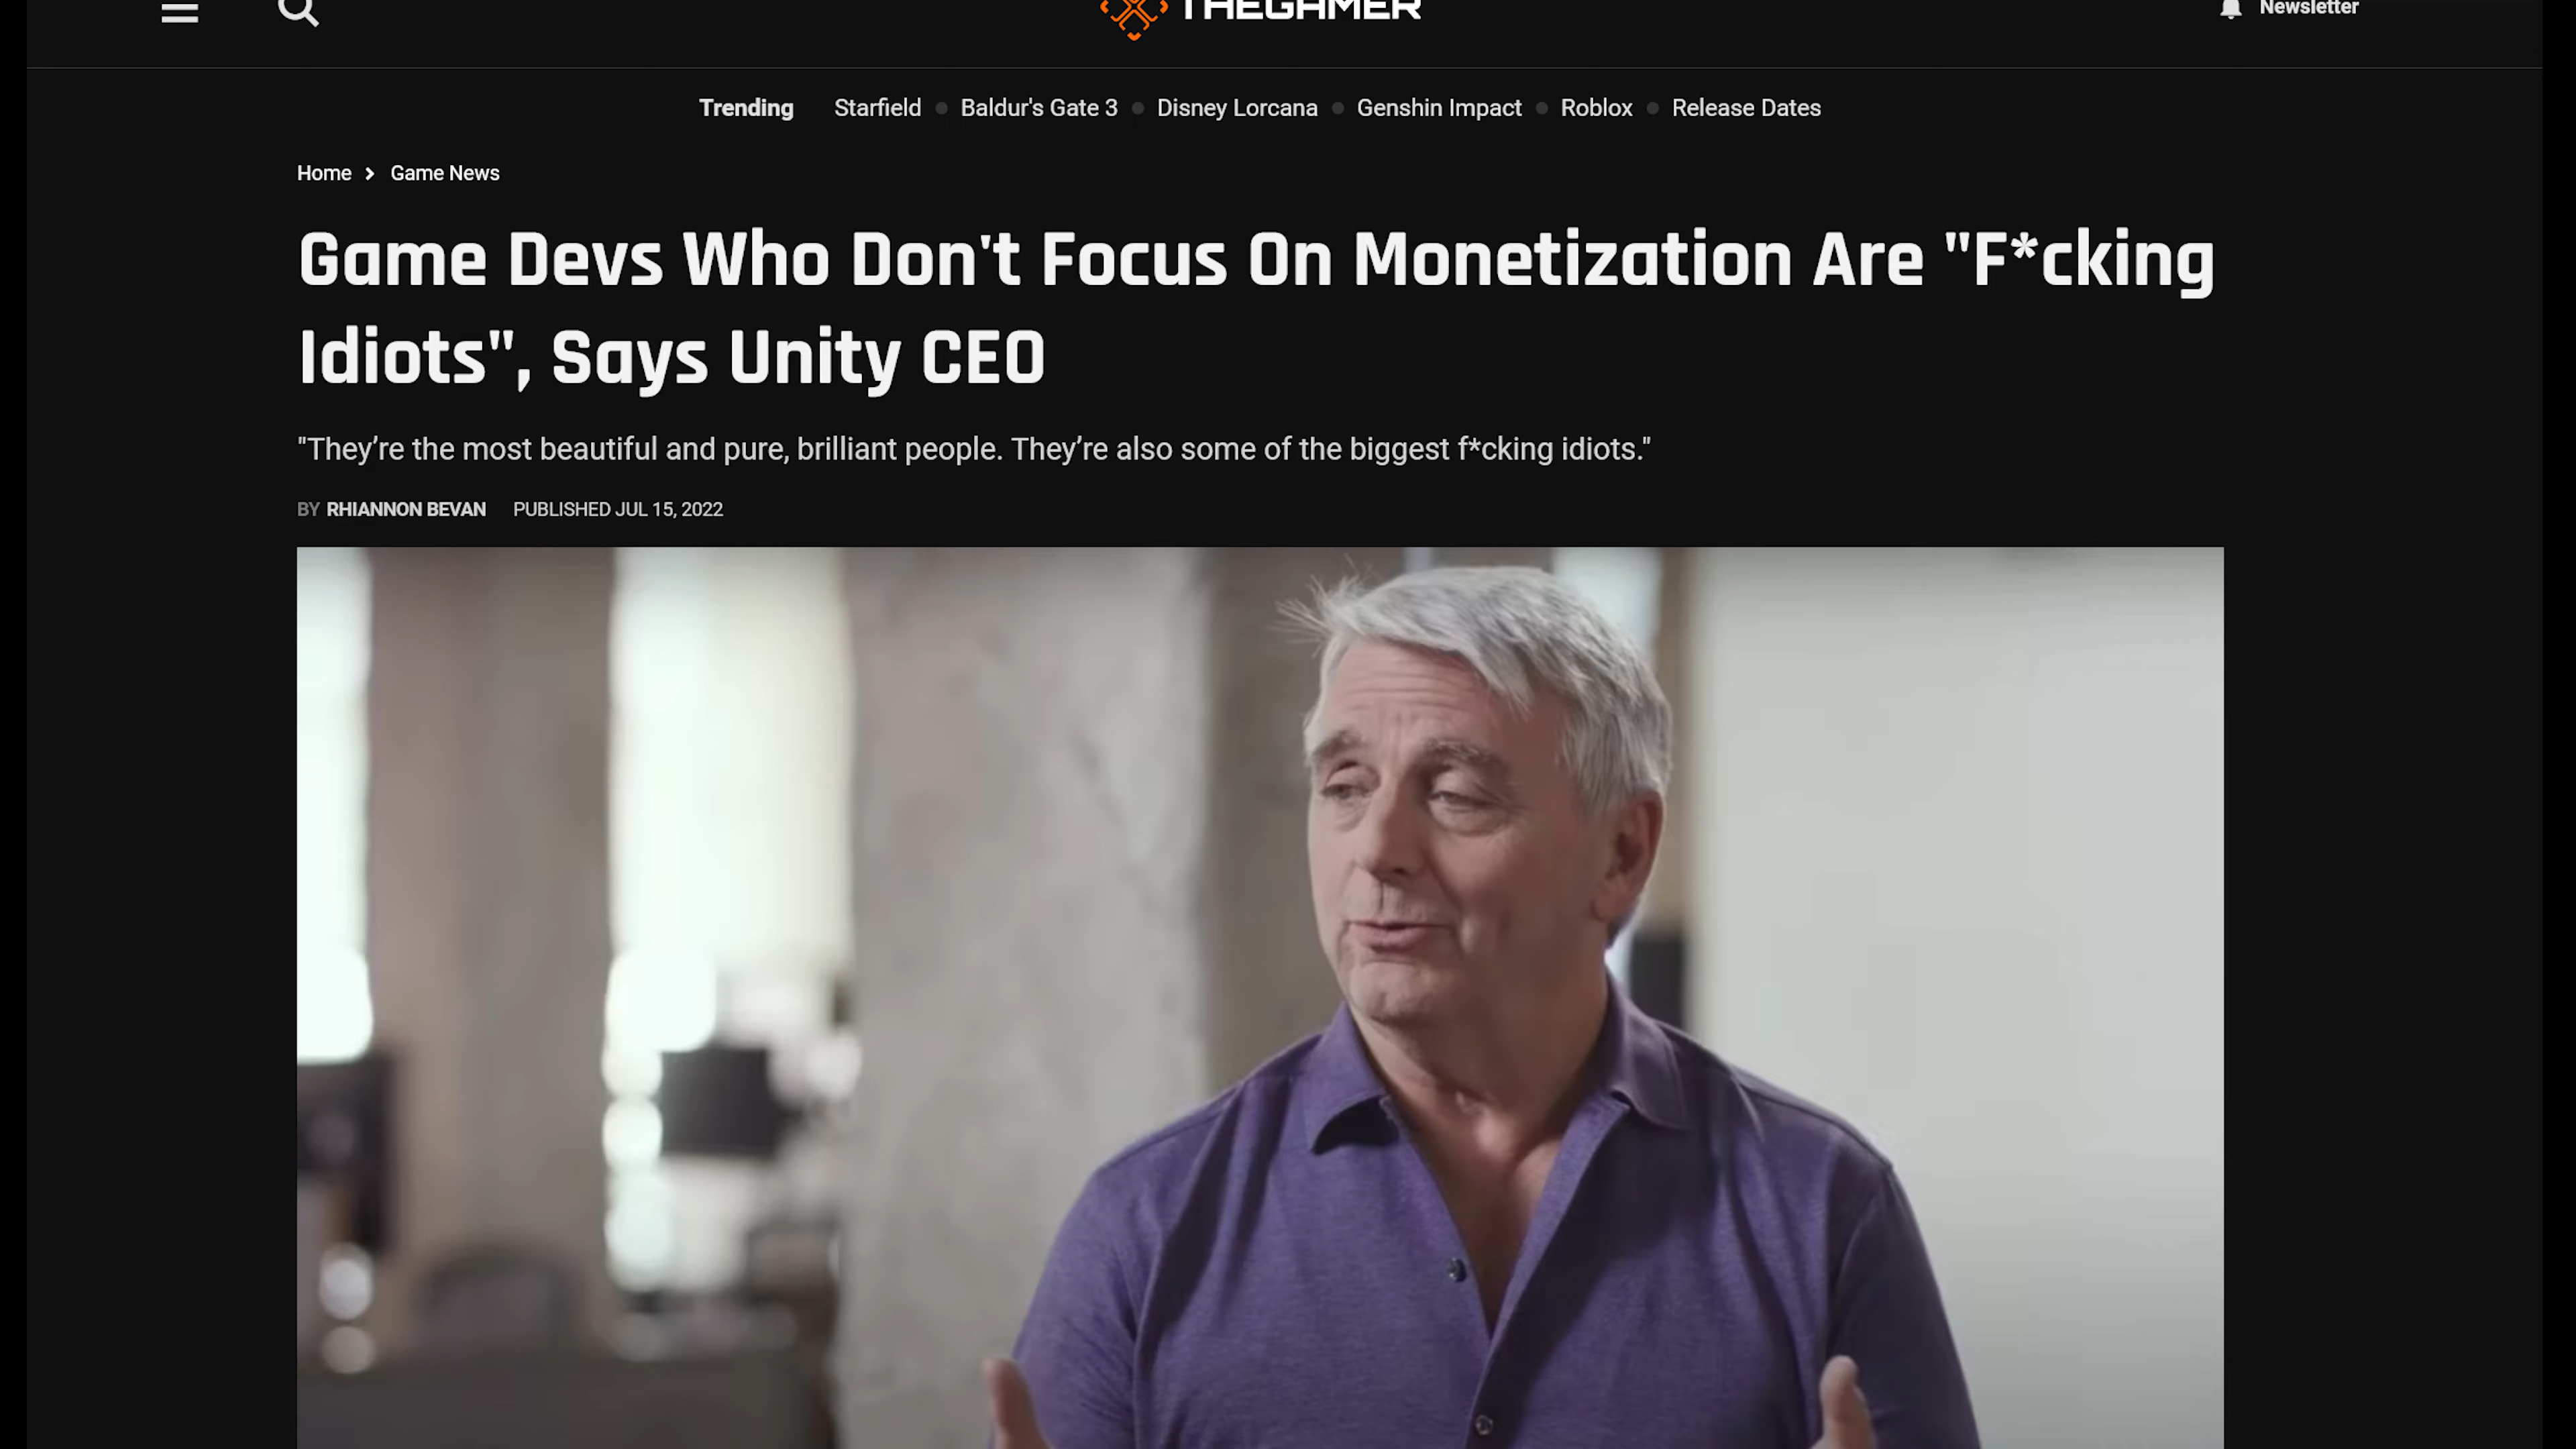 THEGAMER
Newsletter
Trending Starfield Baldur's Gate 3 Disney Lorcana Genshin Impact Roblox Release Dates
Home > Game News
Game Devs Who Don't Focus On Monetization Are "F*cking
Idiots", Says Unity CEO
"They’re the most beautiful and pure, brilliant people. They’re also some of the biggest f*cking idiots."
BY RHIANNON BEVAN PUBLISHED JUL 15, 2022